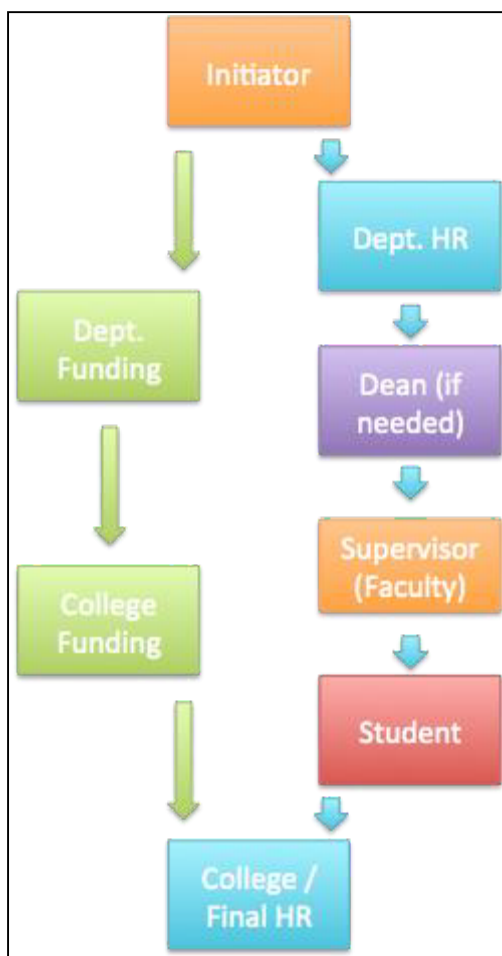 Initiator
Dept. HR
Dept.
Funding
Dean (if
needed)
Supervisor
(Faculty)
College
Funding
Student
College /
Final HR